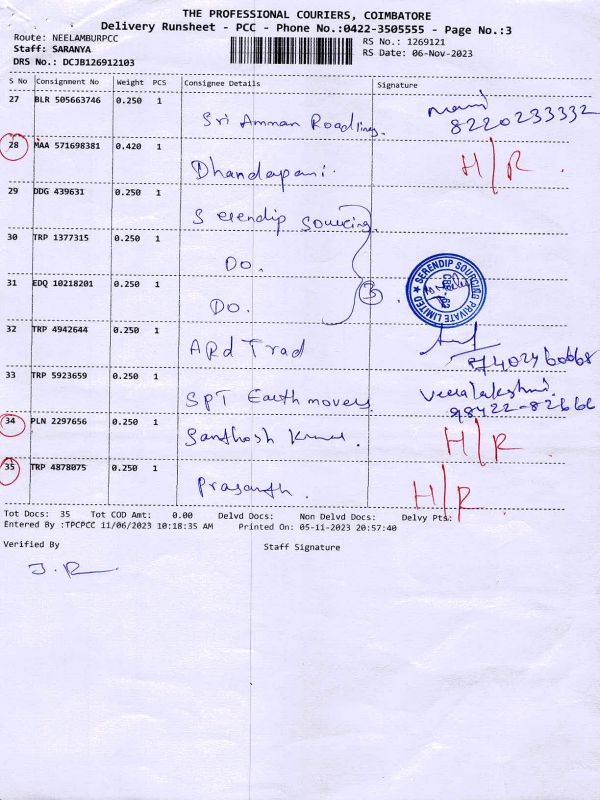 THE PROFESSIONAL COURIERS, COIMBATORE
Delivery Runsheet - PCC - Phone No.:0422-3505555 - Page No.:3
Route: NEELAMBURPCC RS No.: 1269121
Staff: SARANYA RS Date: 06-Nov-2023
DRS No.: DCJB126912103
S No Consignment No Weight PCS Consignee Details Signature
27 BLR 505663746 0.250 1 Sri Amman Roadlings. Mani
8220233332
28 MAA 571698381 0.420 1 Dhandapani. H/R.
29 DDG 439631 0.250 1 Serendip Sourcing
30 TRP 1377315 0.250 1 Do.
31 EDQ 10218201 0.250 1 Do. 3 SERENDIP SOURCING PRIVATE LIMITED
32 TRP 4942644 0.250 1 ARd Trad
33 TRP 5923659 0.250 1 SPT Earth movers Veeralakshmi
34 PLN 2297656 0.250 1 Santhosh Kumar. H/R.
35 TRP 4878075 0.250 1 Prasanth. H/R.
Tot Docs: 35 Tot COD Amt: 0.00 Delvd Docs: Non Delvd Docs: Delvy Pts:
Entered By :TPCPCC 11/06/2023 10:18:35 AM Printed On: 05-11-2023 20:57:40
Verified By Staff Signature
J.R